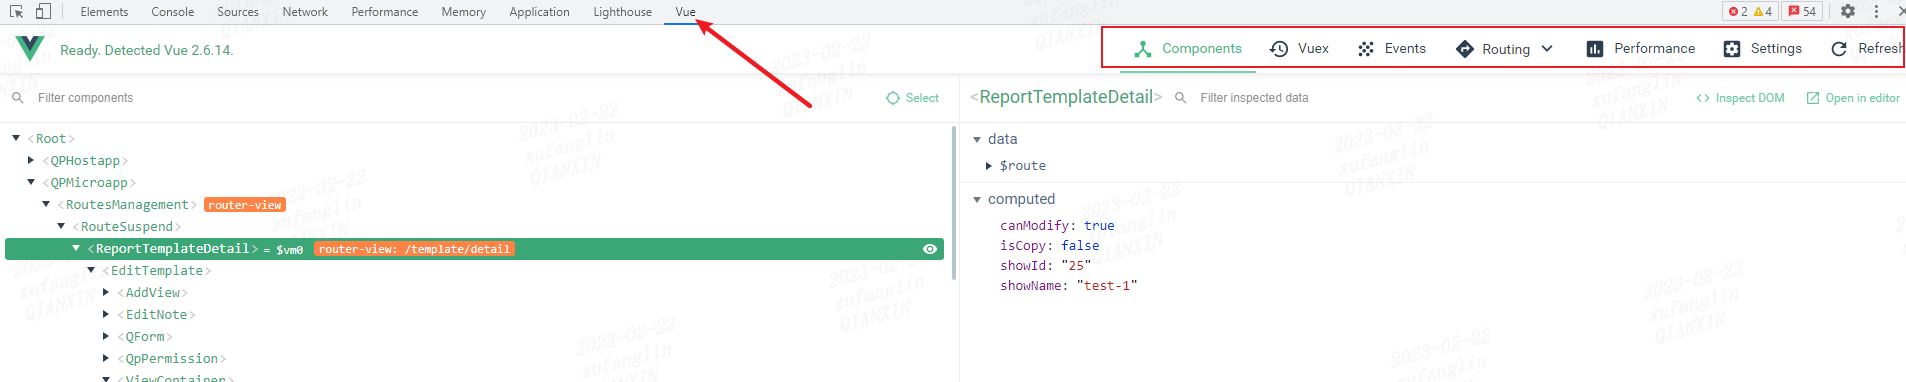 Elements Console Sources Network Performance Memory Application Lighthouse Vue 2 4 54
Ready. Detected Vue 2.6.14. Components Vuex Events Routing Performance Settings Refresh
Filter components Select <ReportTemplateDetail> Filter inspected data <> Inspect DOM Open in editor
<Root>
<QPHostapp>
<QPMicroapp>
<RoutesManagement> router-view
<RouteSuspend>
<ReportTemplateDetail> = $vm0 router-view: /template/detail
<EditTemplate>
<AddView>
<EditNote>
<QForm>
<QpPermission>
<ViewContainer>
data
$route
computed
canModify: true
isCopy: false
showId: "25"
showName: "test-1"
2023-02-22
xufanglin
QIANXIN